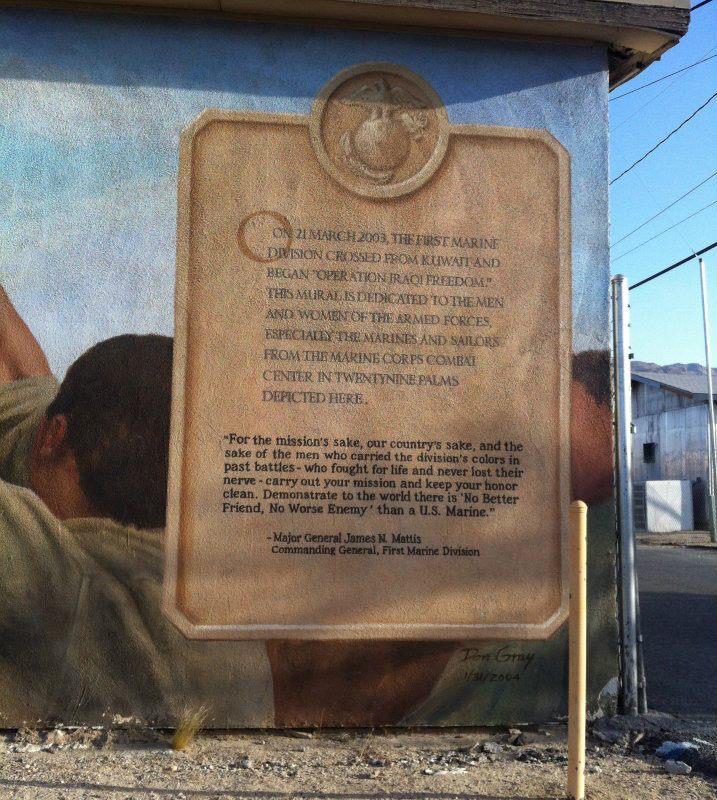 ON 21 MARCH 2003, THE FIRST MARINE
DIVISION CROSSED FROM KUWAIT AND
BEGAN "OPERATION IRAQI FREEDOM."
THIS MURAL IS DEDICATED TO THE MEN
AND WOMEN OF THE ARMED FORCES,
ESPECIALLY THE MARINES AND SAILORS
FROM THE MARINE CORPS COMBAT
CENTER IN TWENTYNINE PALMS
DEPICTED HERE.
"For the mission's sake, our country's sake, and the
sake of the men who carried the division's colors in
past battles - who fought for life and never lost their
nerve - carry out your mission and keep your honor
clean. Demonstrate to the world there is 'No Better
Friend, No Worse Enemy' than a U.S. Marine."
- Major General James N. Mattis
Commanding General, First Marine Division
Don Gray
1/31/2004